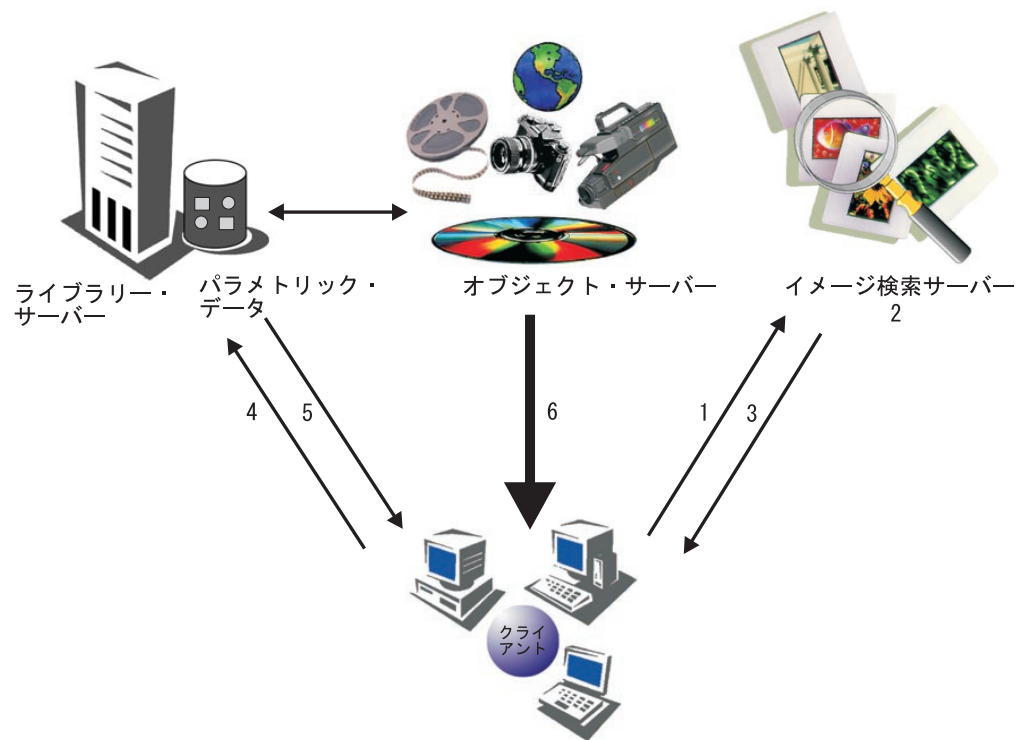 ライブラリー・
サーバー
パラメトリック・
データ
オブジェクト・サーバー
イメージ検索サーバー
2
4
5
6
1
3
クライ
アント